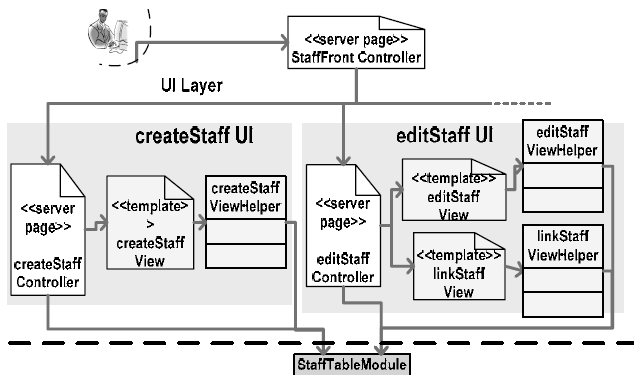 <<server page>>
StaffFront Controller
UI Layer
createStaff UI
<<server
page>>
createStaff
Controller
<<template>
>
createStaff
View
createStaff
ViewHelper
editStaff UI
<<server
page>>
editStaff
Controller
<<template>>
editStaff
View
editStaff
ViewHelper
<<template>>
linkStaff
View
linkStaff
ViewHelper
StaffTableModule